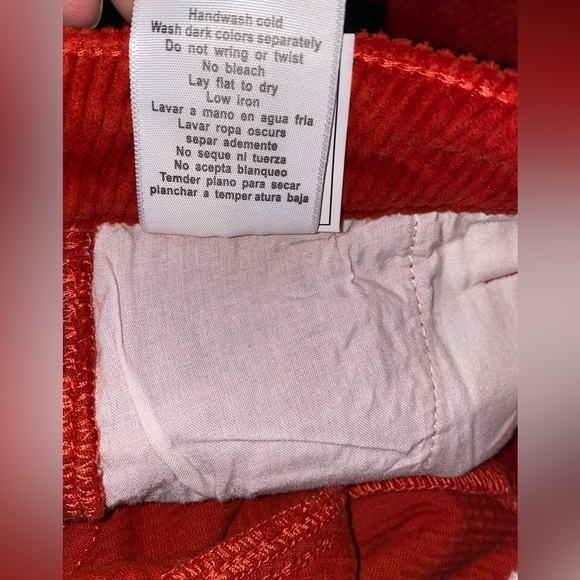 Handwash cold
Wash dark colors separately
Do not wring or twist
No bleach
Lay flat to dry
Low iron
Lavar a mano en agua fria
Lavar ropa oscurs
separ ademente
No seque ni tuerza
No acepta blanqueo
Temder plano para secar
planchar a temper atura baja